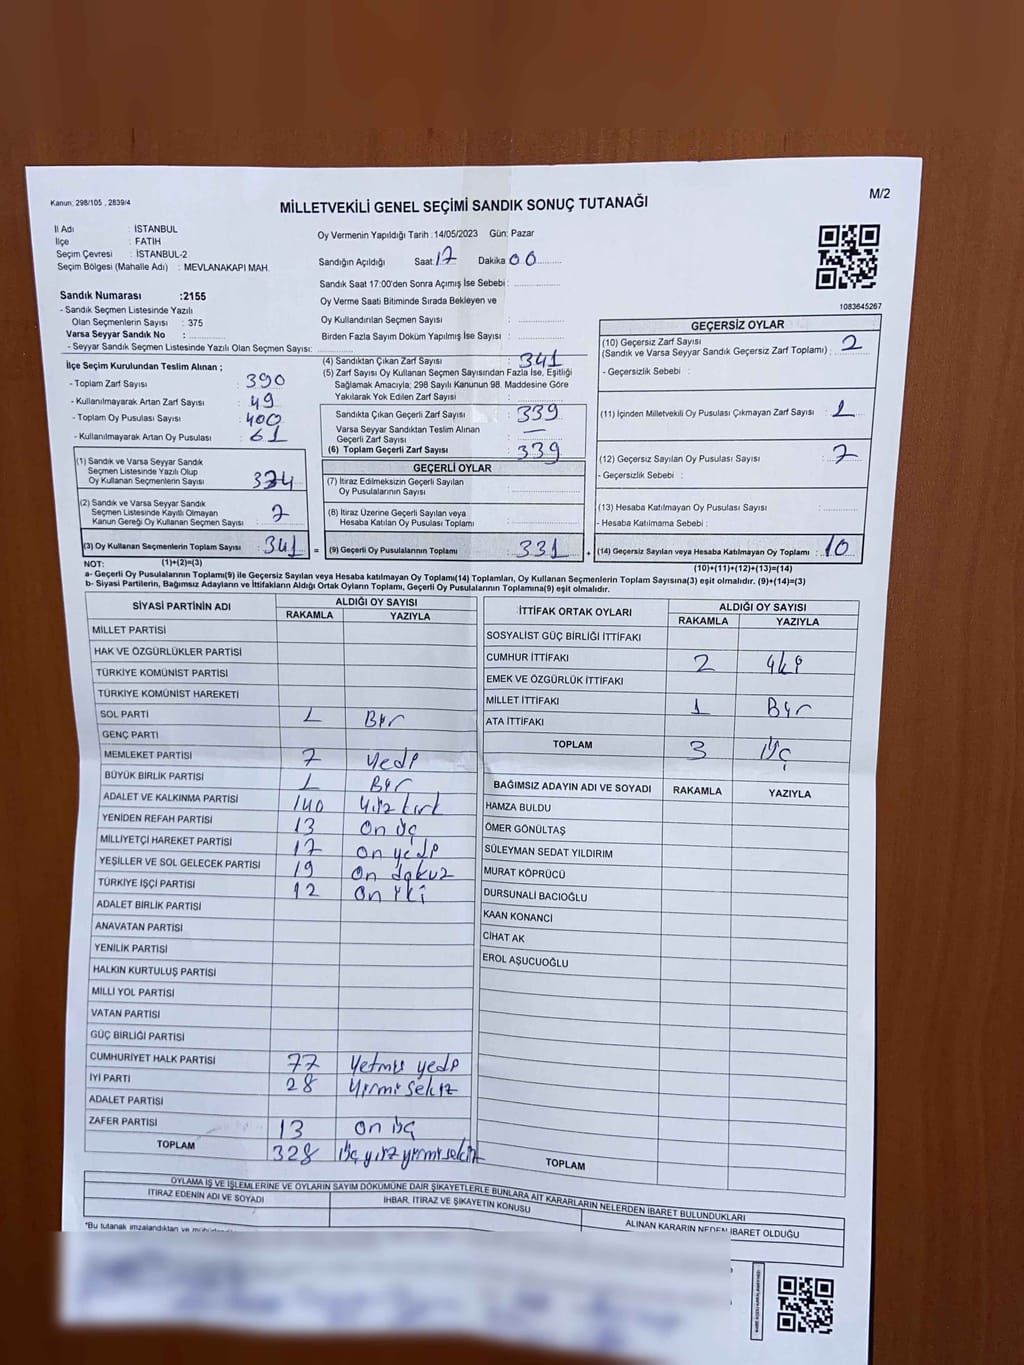 Kanun; 298/105 , 2839/4
M/2
MİLLETVEKİLİ GENEL SEÇİMİ SANDIK SONUÇ TUTANAĞI
İl Adı : İSTANBUL
İlçe : FATİH
Seçim Çevresi : İSTANBUL-2
Seçim Bölgesi (Mahalle Adı) : MEVLANAKAPI MAH.
Sandık Numarası :2155
- Sandık Seçmen Listesinde Yazılı
Olan Seçmenlerin Sayısı : 375
Varsa Seyyar Sandık No :
- Seyyar Sandık Seçmen Listesinde Yazılı Olan Seçmen Sayısı:
Oy Vermenin Yapıldığı Tarih : 14/05/2023 Gün: Pazar
Sandığın Açıldığı Saat: 17 Dakika 00
Sandık Saat 17:00'den Sonra Açımış İse Sebebi :
Oy Verme Saati Bitiminde Sırada Bekleyen ve
Oy Kullandırılan Seçmen Sayısı :
Birden Fazla Sayım Döküm Yapılmış İse Sayısı :
1083645267
İlçe Seçim Kurulundan Teslim Alınan ;
- Toplam Zarf Sayısı : 390
- Kullanılmayarak Artan Zarf Sayısı : 49
- Toplam Oy Pusulası Sayısı : 400
- Kullanılmayarak Artan Oy Pusulası : 61
(1) Sandık ve Varsa Seyyar Sandık
Seçmen Listesinde Yazılı Olup
Oy Kullanan Seçmenlerin Sayısı : 334
(2) Sandık ve Varsa Seyyar Sandık
Seçmen Listesinde Kayıtlı Olmayan
Kanun Gereği Oy Kullanan Seçmen Sayısı : 7
(3) Oy Kullanan Seçmenlerin Toplam Sayısı : 341
(4) Sandıktan Çıkan Zarf Sayısı : 341
(5) Zarf Sayısı Oy Kullanan Seçmen Sayısından Fazla İse, Eşitliği
Sağlamak Amacıyla; 298 Sayılı Kanunun 98. Maddesine Göre
Yakılarak Yok Edilen Zarf Sayısı :
Sandıkta Çıkan Geçerli Zarf Sayısı : 339
Varsa Seyyar Sandıktan Teslim Alınan
Geçerli Zarf Sayısı : —
(6) Toplam Geçerli Zarf Sayısı : 339
GEÇERLİ OYLAR
(7) İtiraz Edilmeksizin Geçerli Sayılan
Oy Pusulalarının Sayısı :
(8) İtiraz Üzerine Geçerli Sayılan veya
Hesaba Katılan Oy Pusulası Toplamı :
= (9) Geçerli Oy Pusulalarının Toplamı : 331
GEÇERSİZ OYLAR
(10) Geçersiz Zarf Sayısı
(Sandık ve Varsa Seyyar Sandık Geçersiz Zarf Toplamı) : 2
- Geçersizlik Sebebi :
(11) İçinden Milletvekili Oy Pusulası Çıkmayan Zarf Sayısı : 1
(12) Geçersiz Sayılan Oy Pusulası Sayısı : 7
- Geçersizlik Sebebi :
(13) Hesaba Katılmayan Oy Pusulası Sayısı :
- Hesaba Katılmama Sebebi :
+ (14) Geçersiz Sayılan veya Hesaba Katılmayan Oy Toplamı : 10
NOT: (1)+(2)=(3)
(10)+(11)+(12)+(13)=(14)
a- Geçerli Oy Pusulalarının Toplamı(9) ile Geçersiz Sayılan veya Hesaba katılmayan Oy Toplamı(14) Toplamları, Oy Kullanan Seçmenlerin Toplam Sayısına(3) eşit olmalıdır. (9)+(14)=(3)
b- Siyasi Partilerin, Bağımsız Adayların ve İttifakların Aldığı Ortak Oyların Toplamı, Geçerli Oy Pusulalarının Toplamına(9) eşit olmalıdır.
SİYASİ PARTİNİN ADI ALDIĞI OY SAYISI
RAKAMLA YAZIYLA
MİLLET PARTİSİ
HAK VE ÖZGÜRLÜKLER PARTİSİ
TÜRKİYE KOMÜNİST PARTİSİ
TÜRKİYE KOMÜNİST HAREKETİ
SOL PARTİ 1 Bir
GENÇ PARTİ
MEMLEKET PARTİSİ 7 yedi
BÜYÜK BİRLİK PARTİSİ 1 Bir
ADALET VE KALKINMA PARTİSİ 140 yüz kırk
YENİDEN REFAH PARTİSİ 13 on üç
MİLLİYETÇİ HAREKET PARTİSİ 17 on yedi
YEŞİLLER VE SOL GELECEK PARTİSİ 19 on dokuz
TÜRKİYE İŞÇİ PARTİSİ 12 on iki
ADALET BİRLİK PARTİSİ
ANAVATAN PARTİSİ
YENİLİK PARTİSİ
HALKIN KURTULUŞ PARTİSİ
MİLLİ YOL PARTİSİ
VATAN PARTİSİ
GÜÇ BİRLİĞİ PARTİSİ
CUMHURİYET HALK PARTİSİ 77 yetmiş yedi
İYİ PARTİ 28 yirmi sekiz
ADALET PARTİSİ
ZAFER PARTİSİ 13 on üç
TOPLAM 328 üç yüz yirmi sekiz
İTTİFAK ORTAK OYLARI ALDIĞI OY SAYISI
RAKAMLA YAZIYLA
SOSYALİST GÜÇ BİRLİĞİ İTTİFAKI
CUMHUR İTTİFAKI 2 iki
EMEK VE ÖZGÜRLÜK İTTİFAKI
MİLLET İTTİFAKI 1 Bir
ATA İTTİFAKI
TOPLAM 3 üç
BAĞIMSIZ ADAYIN ADI VE SOYADI RAKAMLA YAZIYLA
HAMZA BULDU
ÖMER GÖNÜLTAŞ
SÜLEYMAN SEDAT YILDIRIM
MURAT KÖPRÜCÜ
DURSUNALİ BACIOĞLU
KAAN KONANCİ
CİHAT AK
EROL AŞUCUOĞLU
TOPLAM
OYLAMA İŞ VE İŞLEMLERİNE VE OYLARIN SAYIM DÖKÜMÜNE DAİR ŞİKAYETLERLE BUNLARA AİT KARARLARIN NELERDEN İBARET BULUNDUKLARI
İTİRAZ EDENİN ADI VE SOYADI İHBAR, İTİRAZ VE ŞİKAYETİN KONUSU ALINAN KARARIN NEDEN İBARET OLDUĞU
*Bu tutanak imzalandıktan ve